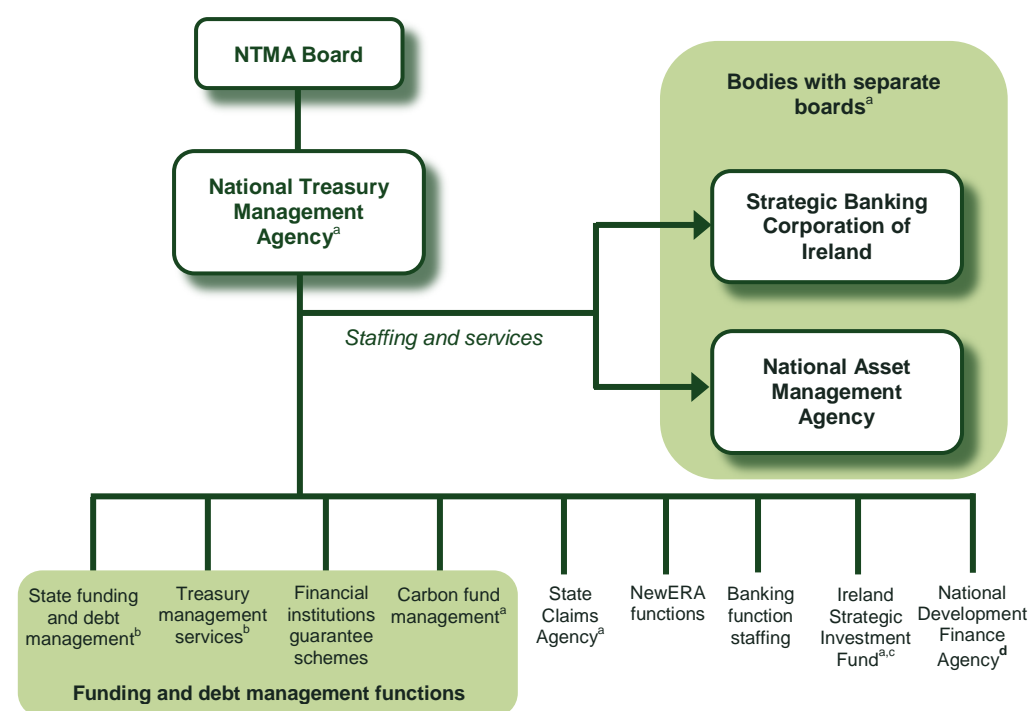 NTMA Board
Bodies with separate
boardsᵃ
National Treasury
Management
Agencyᵃ
Strategic Banking
Corporation of
Ireland
Staffing and services
National Asset
Management
Agency
State funding
and debt
managementᵇ
Treasury
management
servicesᵇ
Financial
institutions
guarantee
schemes
Carbon fund
managementᵃ
State
Claims
Agencyᵃ
NewERA
functions
Banking
function
staffing
Ireland
Strategic
Investment
Fundᵃ,ᶜ
National
Development
Finance
Agencyᵈ
Funding and debt management functions